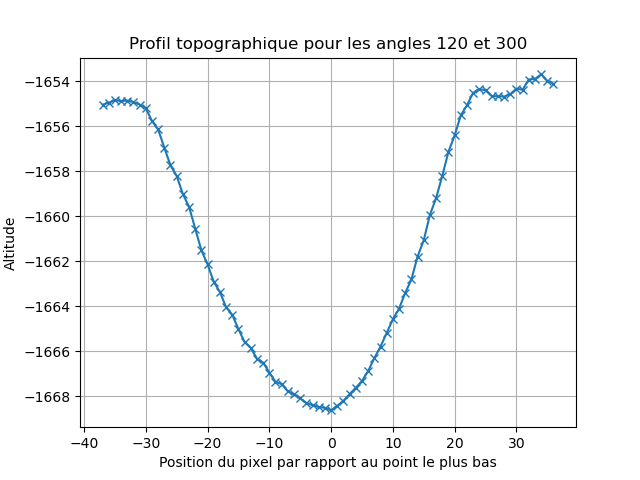 Profil topographique pour les angles 120 et 300
−1654
−1656
−1658
−1660
−1662
−1664
−1666
−1668
Altitude
−40 −30 −20 −10 0 10 20 30
Position du pixel par rapport au point le plus bas